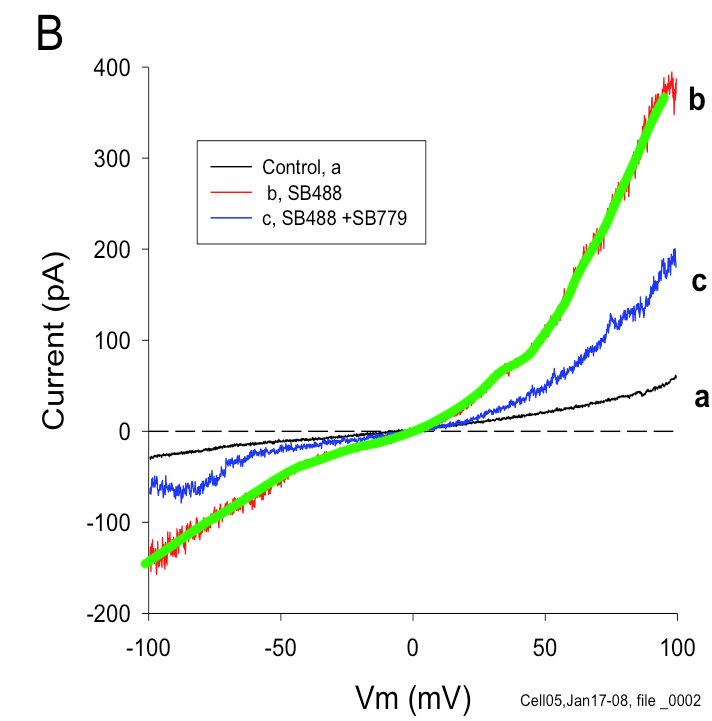 B
400
300
200
100
0
-100
-200
Current (pA)
Control, a
b, SB488
c, SB488 +SB779
b
c
a
-100 -50 0 50 100
Vm (mV)
Cell05,Jan17-08, file _0002